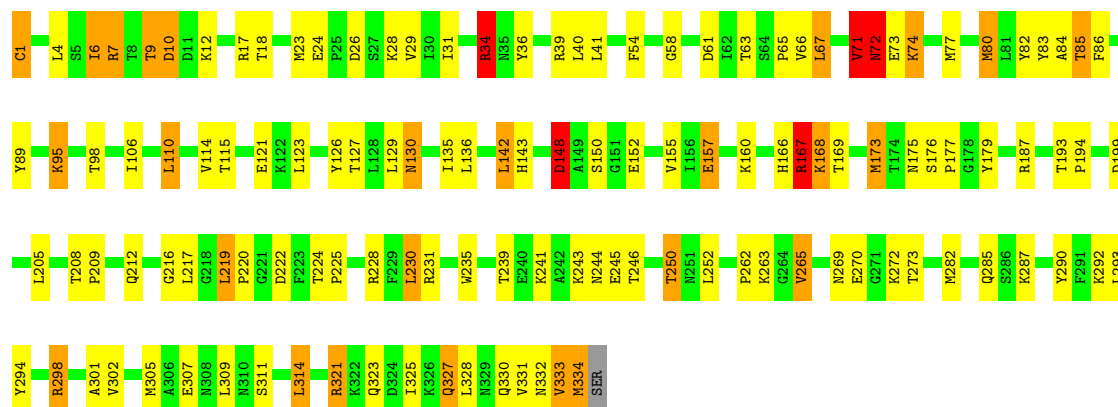 C1 L4 S5 I6 R7 T8 T9 D10 D11 K12 R17 T18 M23 E24 P25 D26 S27 K28 V29 I30 I31 R34 N35 Y36 R39 L40 L41 F54 G58 D61 I62 T63 S64 P65 V66 L67 V71 N72 E73 K74 M77 M80 L81 Y82 Y83 A84 T85 F86
Y89 K95 T98 I106 L110 V114 T115 E121 K122 L123 Y126 T127 L128 L129 N130 I135 L136 L142 H143 D148 A149 S150 G151 E152 V155 I156 E157 K160 H166 R167 K168 T169 M173 T174 N175 S176 P177 G178 Y179 R187 T193 P194 D199
L205 T208 P209 Q212 G216 L217 G218 L219 P220 G221 D222 F223 T224 P225 R228 F229 L230 R231 W235 T239 E240 K241 A242 K243 N244 E245 T246 T250 N251 L252 P262 K263 G264 V265 N269 E270 G271 K272 T273 M282 Q285 S286 K287 Y290 F291 K292 L293
Y294 R298 A301 V302 M305 A306 E307 N308 L309 N310 S311 L314 R321 K322 Q323 D324 I325 K326 Q327 L328 N329 Q330 V331 N332 V333 M334 SER